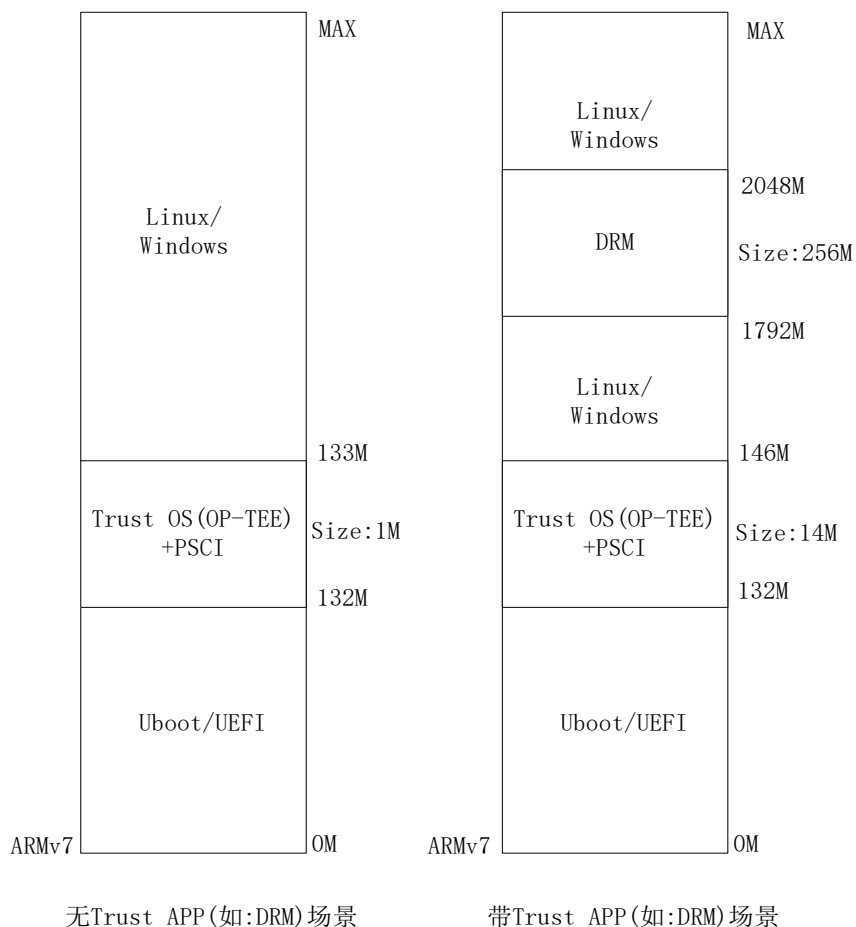 MAX
Linux/
Windows
133M
Trust OS(OP-TEE)
+PSCI
Size:1M
132M
Uboot/UEFI
ARMv7
0M
无Trust APP(如:DRM)场景
MAX
Linux/
Windows
2048M
DRM
Size:256M
1792M
Linux/
Windows
146M
Trust OS(OP-TEE)
+PSCI
Size:14M
132M
Uboot/UEFI
ARMv7
0M
带Trust APP(如:DRM)场景